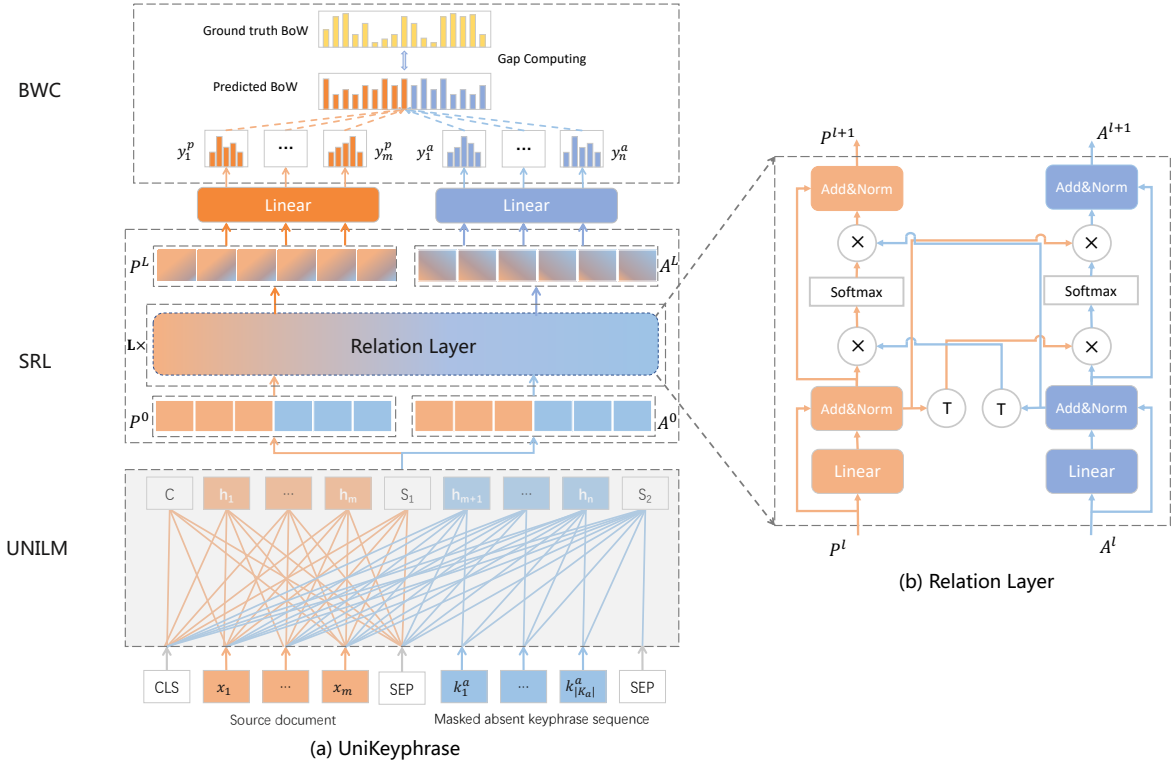 Ground truth BoW
Gap Computing
BWC
Predicted BoW
y_1^p ... y_m^p y_1^a ... y_n^a
Linear Linear
P^L A^L
L× Relation Layer
SRL
P^0 A^0
C h_1 ... h_m S_1 h_{m+1} ... h_n S_2
UNILM
CLS x_1 ... x_m SEP k_1^a ... k_{|K_a|}^a SEP
Source document Masked absent keyphrase sequence
(a) UniKeyphrase
P^{l+1} A^{l+1}
Add&Norm Add&Norm
× ×
Softmax Softmax
× ×
Add&Norm T T Add&Norm
Linear Linear
P^l A^l
(b) Relation Layer